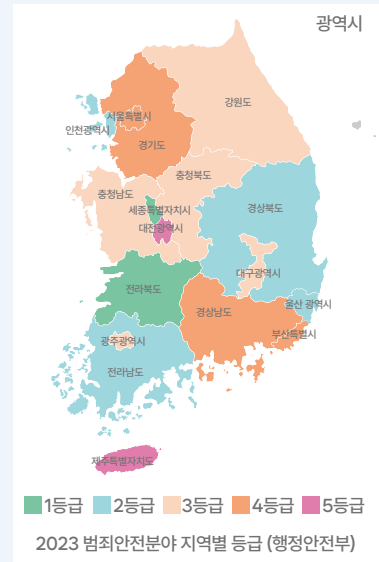 광역시
강원도
서울특별시
인천광역시
경기도
충청북도
충청남도
세종특별자치시
대전광역시
경상북도
대구광역시
전라북도
울산 광역시
경상남도
부산특별시
광주광역시
전라남도
제주특별자치도
1등급 2등급 3등급 4등급 5등급
2023 범죄안전분야 지역별 등급 (행정안전부)